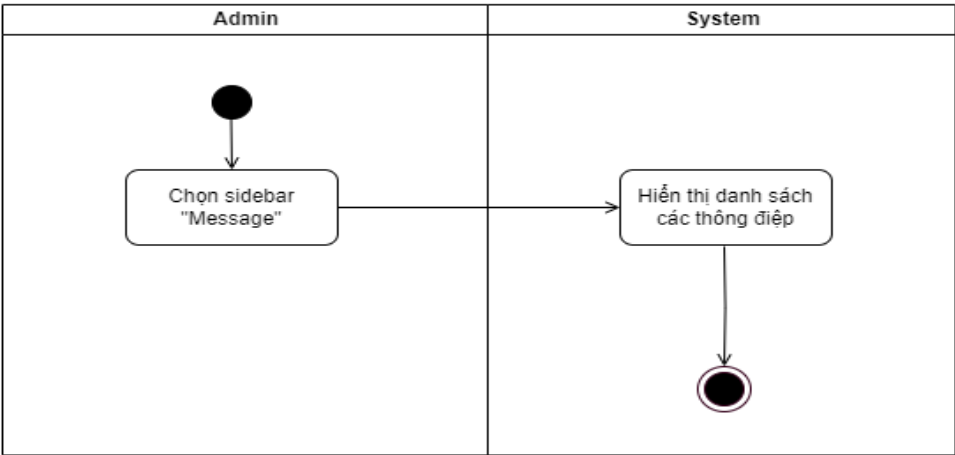 Admin
System
Chọn sidebar
"Message"
Hiển thị danh sách
các thông điệp